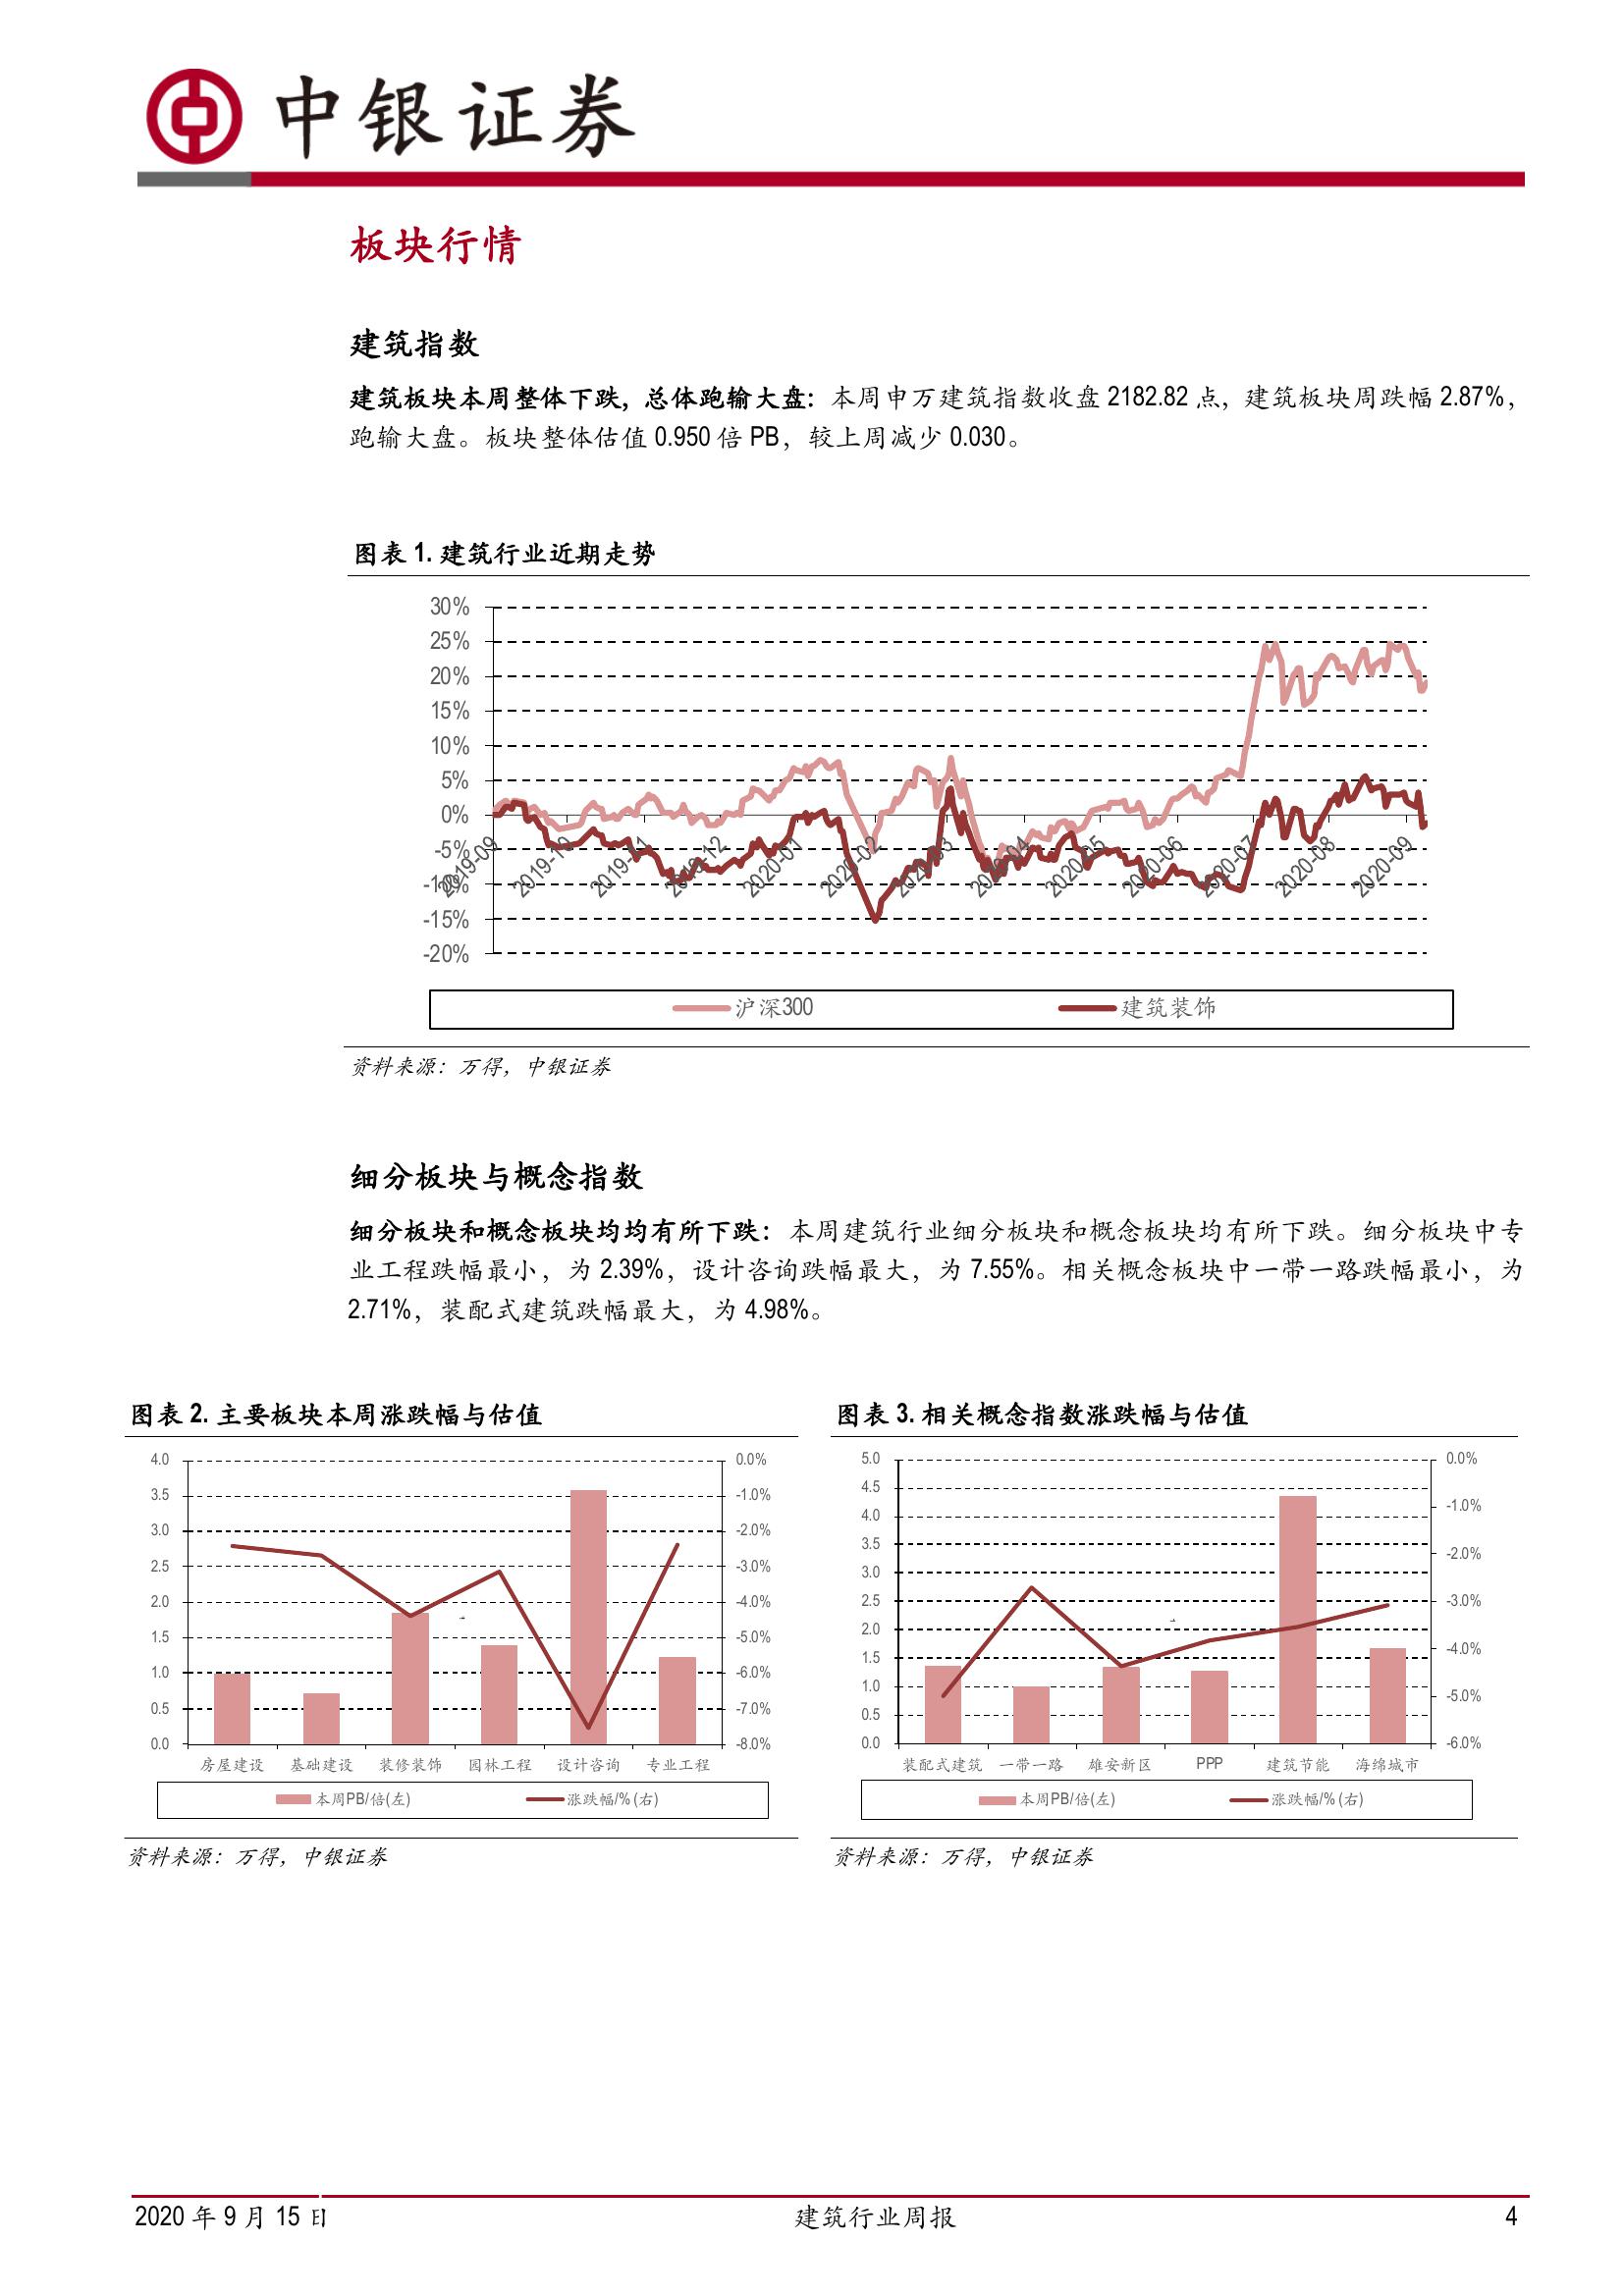 中银证券
板块行情
建筑指数
建筑板块本周整体下跌，总体跑输大盘：本周申万建筑指数收盘 2182.82 点，建筑板块周跌幅 2.87%，
跑输大盘。板块整体估值 0.950 倍 PB，较上周减少 0.030。
图表 1. 建筑行业近期走势
30%
25%
20%
15%
10%
5%
0%
-5%
-10%
-15%
-20%
2019-09
2019-10
2019-11
2019-12
2020-01
2020-02
2020-03
2020-04
2020-05
2020-06
2020-07
2020-08
2020-09
沪深300
建筑装饰
资料来源：万得，中银证券
细分板块与概念指数
细分板块和概念板块均均有所下跌：本周建筑行业细分板块和概念板块均有所下跌。细分板块中专
业工程跌幅最小，为 2.39%，设计咨询跌幅最大，为 7.55%。相关概念板块中一带一路跌幅最小，为
2.71%，装配式建筑跌幅最大，为 4.98%。
图表 2. 主要板块本周涨跌幅与估值
4.0
3.5
3.0
2.5
2.0
1.5
1.0
0.5
0.0
0.0%
-1.0%
-2.0%
-3.0%
-4.0%
-5.0%
-6.0%
-7.0%
-8.0%
房屋建设 基础建设 装修装饰 园林工程 设计咨询 专业工程
本周PB/倍(左)
涨跌幅/% (右)
资料来源：万得，中银证券
图表 3. 相关概念指数涨跌幅与估值
5.0
4.5
4.0
3.5
3.0
2.5
2.0
1.5
1.0
0.5
0.0
0.0%
-1.0%
-2.0%
-3.0%
-4.0%
-5.0%
-6.0%
装配式建筑 一带一路 雄安新区 PPP 建筑节能 海绵城市
本周PB/倍(左)
涨跌幅/% (右)
资料来源：万得，中银证券
2020 年 9 月 15 日
建筑行业周报
4